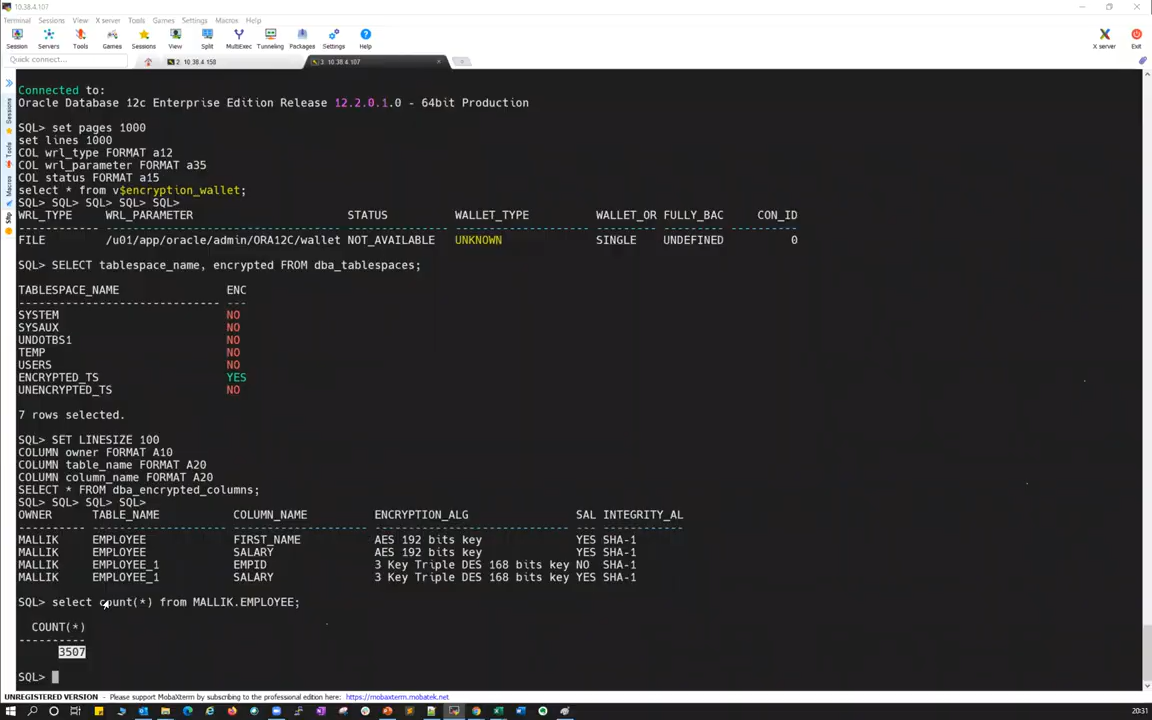 10.38.4.107
Terminal Sessions View X server Tools Games Settings Macros Help
Session Servers Tools Games Sessions View Split MultiExec Tunneling Packages Settings Help X server Exit
Quick connect...
2. 10.38.4.158
3. 10.38.4.107
Sessions
Tools
Macros
Sftp
Connected to:
Oracle Database 12c Enterprise Edition Release 12.2.0.1.0 - 64bit Production
SQL> set pages 1000
set lines 1000
COL wrl_type FORMAT a12
COL wrl_parameter FORMAT a35
COL status FORMAT a15
select * from v$encryption_wallet;
SQL> SQL> SQL> SQL> SQL>
WRL_TYPE WRL_PARAMETER STATUS WALLET_TYPE WALLET_OR FULLY_BAC CON_ID
------------ ----------------------------------- --------------- -------------------- --------- --------- ----------
FILE /u01/app/oracle/admin/ORA12C/wallet NOT_AVAILABLE UNKNOWN SINGLE UNDEFINED 0
SQL> SELECT tablespace_name, encrypted FROM dba_tablespaces;
TABLESPACE_NAME ENC
------------------------------ ---
SYSTEM NO
SYSAUX NO
UNDOTBS1 NO
TEMP NO
USERS NO
ENCRYPTED_TS YES
UNENCRYPTED_TS NO
7 rows selected.
SQL> SET LINESIZE 100
COLUMN owner FORMAT A10
COLUMN table_name FORMAT A20
COLUMN column_name FORMAT A20
SELECT * FROM dba_encrypted_columns;
SQL> SQL> SQL> SQL>
OWNER TABLE_NAME COLUMN_NAME ENCRYPTION_ALG SAL INTEGRITY_AL
---------- -------------------- -------------------- ----------------------------- --- ------------
MALLIK EMPLOYEE FIRST_NAME AES 192 bits key YES SHA-1
MALLIK EMPLOYEE SALARY AES 192 bits key YES SHA-1
MALLIK EMPLOYEE_1 EMPID 3 Key Triple DES 168 bits key NO SHA-1
MALLIK EMPLOYEE_1 SALARY 3 Key Triple DES 168 bits key YES SHA-1
SQL> select count(*) from MALLIK.EMPLOYEE;
COUNT(*)
----------
3507
SQL>
UNREGISTERED VERSION - Please support MobaXterm by subscribing to the professional edition here: https://mobaxterm.mobatek.net
20:31